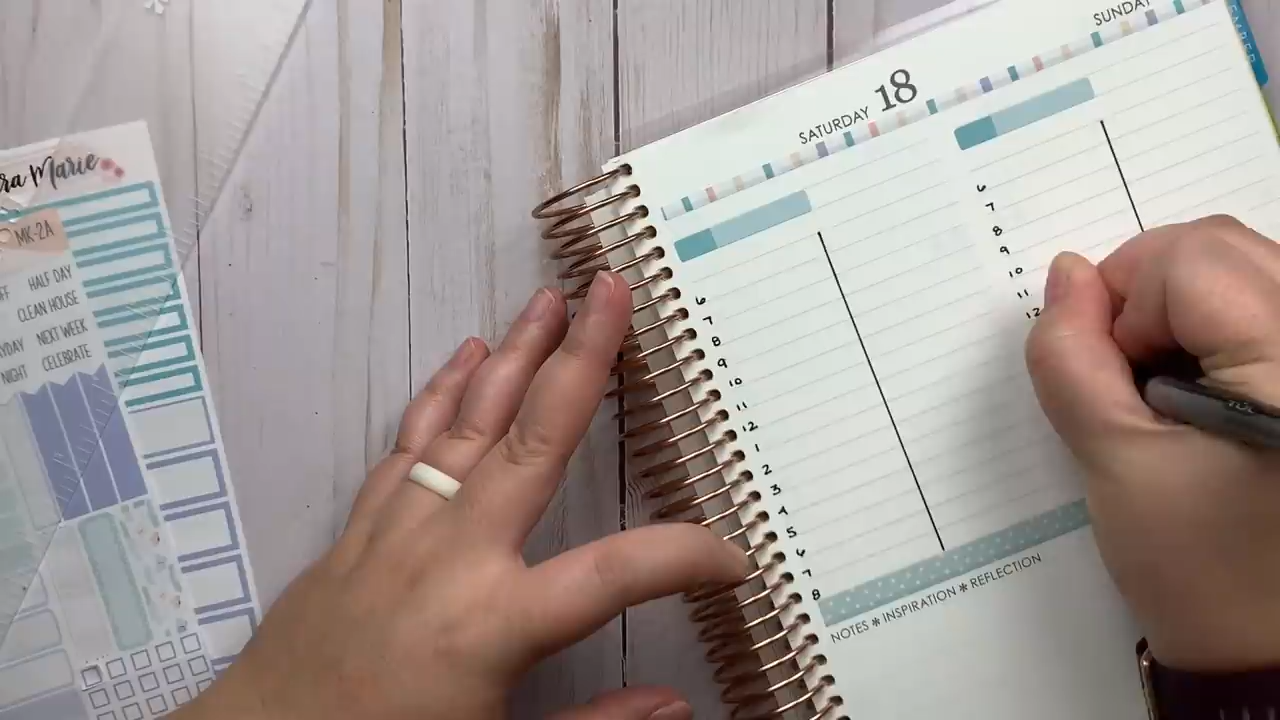 ra Marie
MK-2A
FF HALF DAY
CLEAN HOUSE
YDAY NEXT WEEK
NIGHT CELEBRATE
SATURDAY 18
6
7
8
9
10
11
12
1
2
3
4
5
6
7
8
NOTES * INSPIRATION * REFLECTION
SUNDAY
6
7
8
9
10
11
12